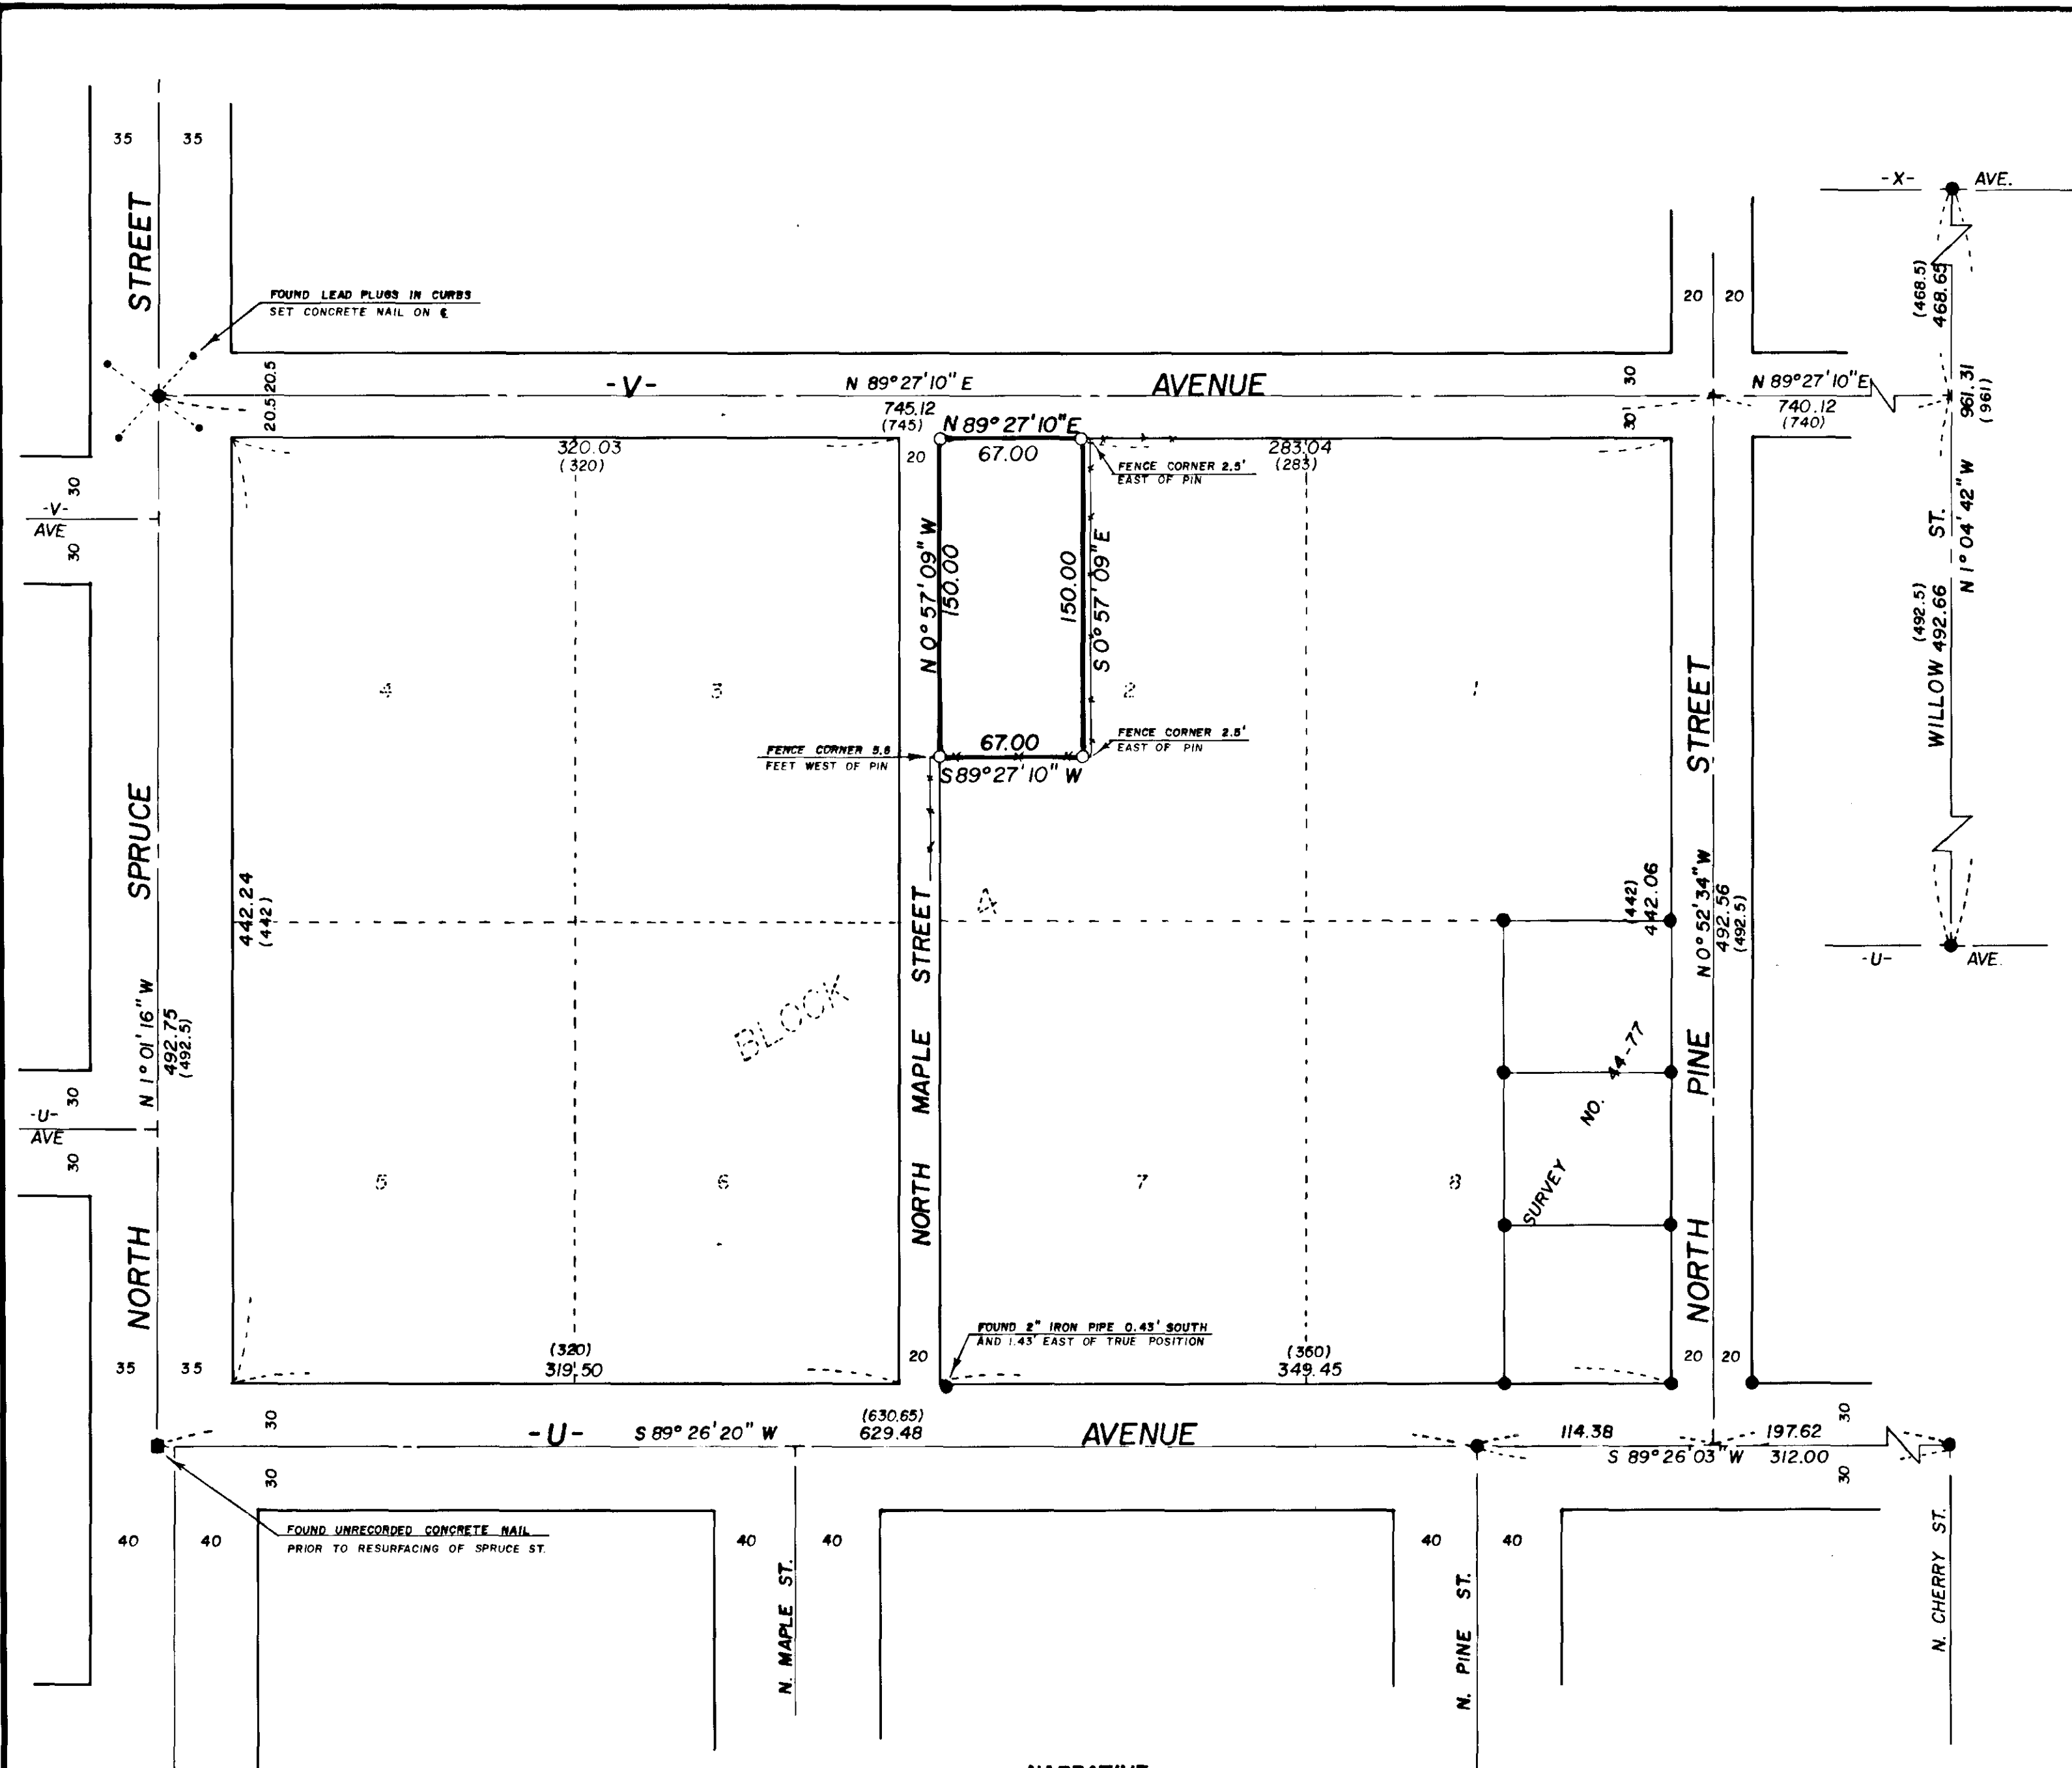 35
35
STREET
-X-
AVE.
(468.5)
468.65
20
20
FOUND LEAD PLUGS IN CURBS
SET CONCRETE NAIL ON ℄
20.5
20.5
-V-
N 89°27'10" E
AVENUE
745.12
(745)
30
30
N 89°27'10" E
740.12
(740)
961.31
(961)
N 89°27'10" E
67.00
320.03
(320)
20
283.04
(283)
FENCE CORNER 2.5'
EAST OF PIN
30
-V-
AVE
30
N 0°57'09" W
150.00
150.00
S 0°57'09" E
N 1°04'42" W
WILLOW ST.
(492.5)
492.66
4
3
2
1
STREET
67.00
S 89°27'10" W
FENCE CORNER 5.6
FEET WEST OF PIN
FENCE CORNER 2.5'
EAST OF PIN
SPRUCE
442.24
(442)
A
BLOCK
STREET
(442)
442.06
N 0°52'34" W
492.56
(492.5)
-U-
AVE.
N 1°01'16" W
492.75
(492.5)
MAPLE
PINE
SURVEY NO. 44-77
30
-U-
AVE
30
5
6
7
8
NORTH
NORTH
NORTH
FOUND 2" IRON PIPE 0.43' SOUTH
AND 1.43' EAST OF TRUE POSITION
35
35
(320)
319.50
20
(360)
349.45
20
20
30
-U-
S 89°26'20" W
(630.65)
629.48
AVENUE
114.38
197.62
S 89°26'03" W
312.00
30
30
30
FOUND UNRECORDED CONCRETE NAIL
PRIOR TO RESURFACING OF SPRUCE ST.
40
40
40
40
40
40
N. MAPLE ST.
N. PINE ST.
N. CHERRY ST.